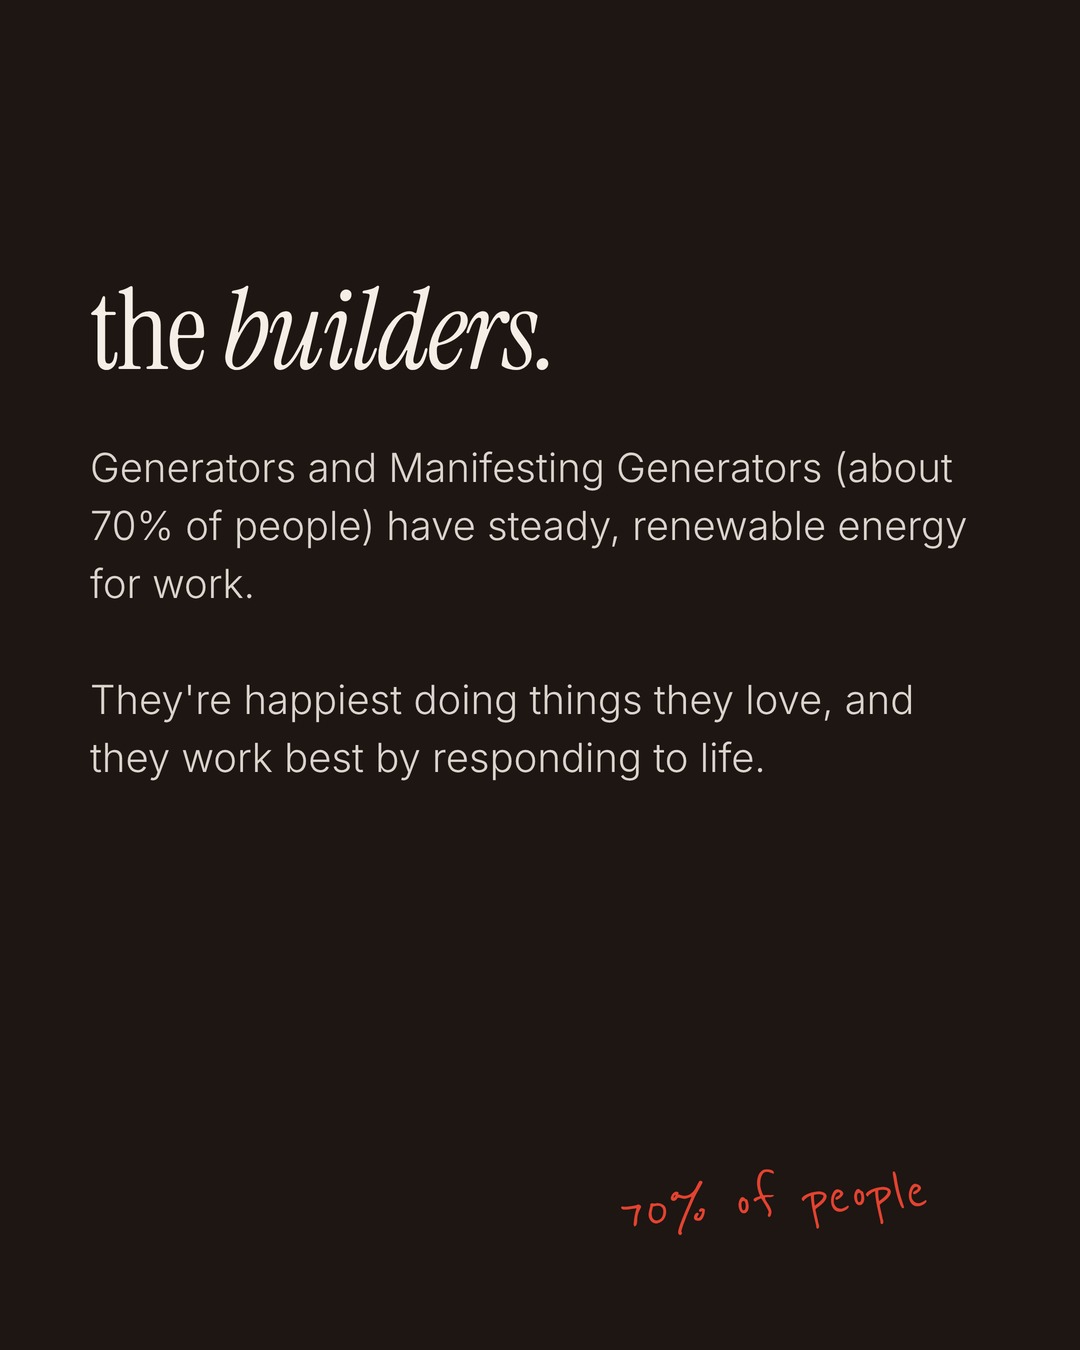 the builders.
Generators and Manifesting Generators (about
70% of people) have steady, renewable energy
for work.
They're happiest doing things they love, and
they work best by responding to life.
70% of people